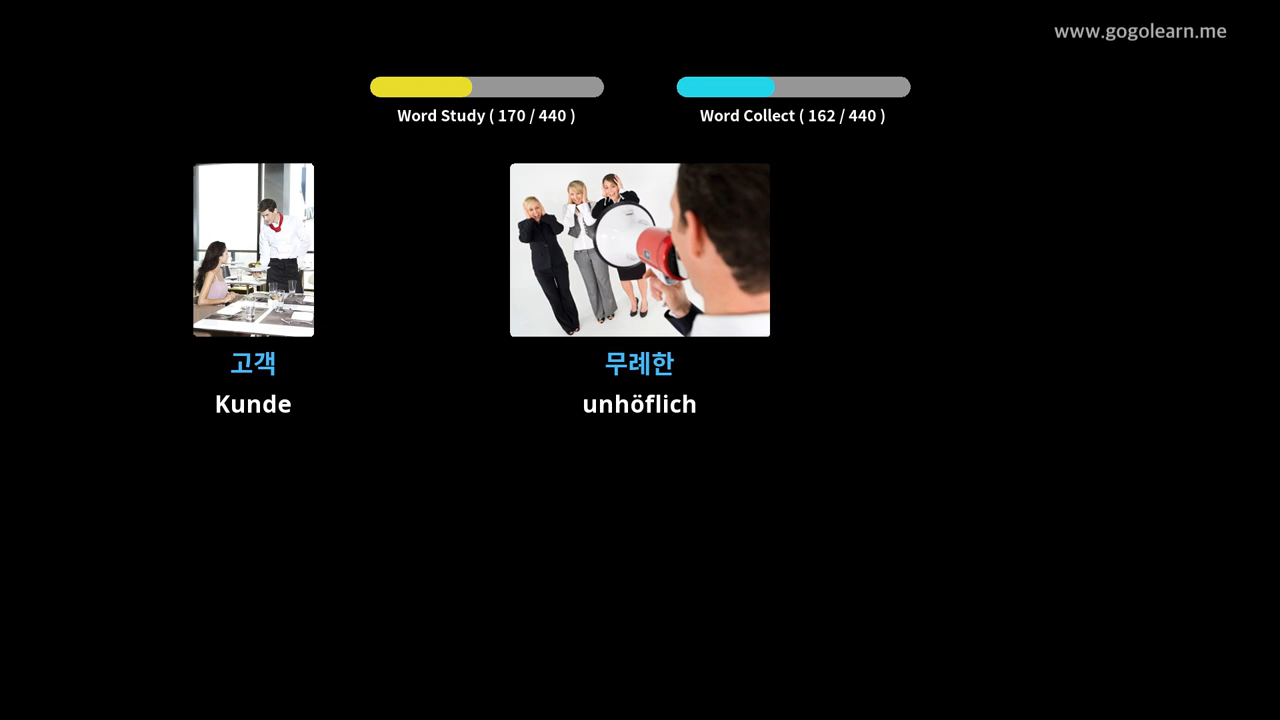 www.gogolearn.me
Word Study ( 170 / 440 )
Word Collect ( 162 / 440 )
고객
Kunde
무례한
unhöflich